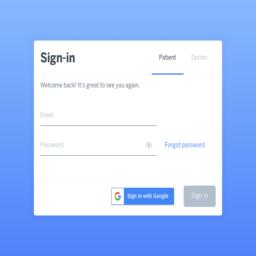 Sign-in
Patient
Doctor
Welcome back! It's great to see you again.
Email
Password
Forgot password
Sign in with Google
Sign in